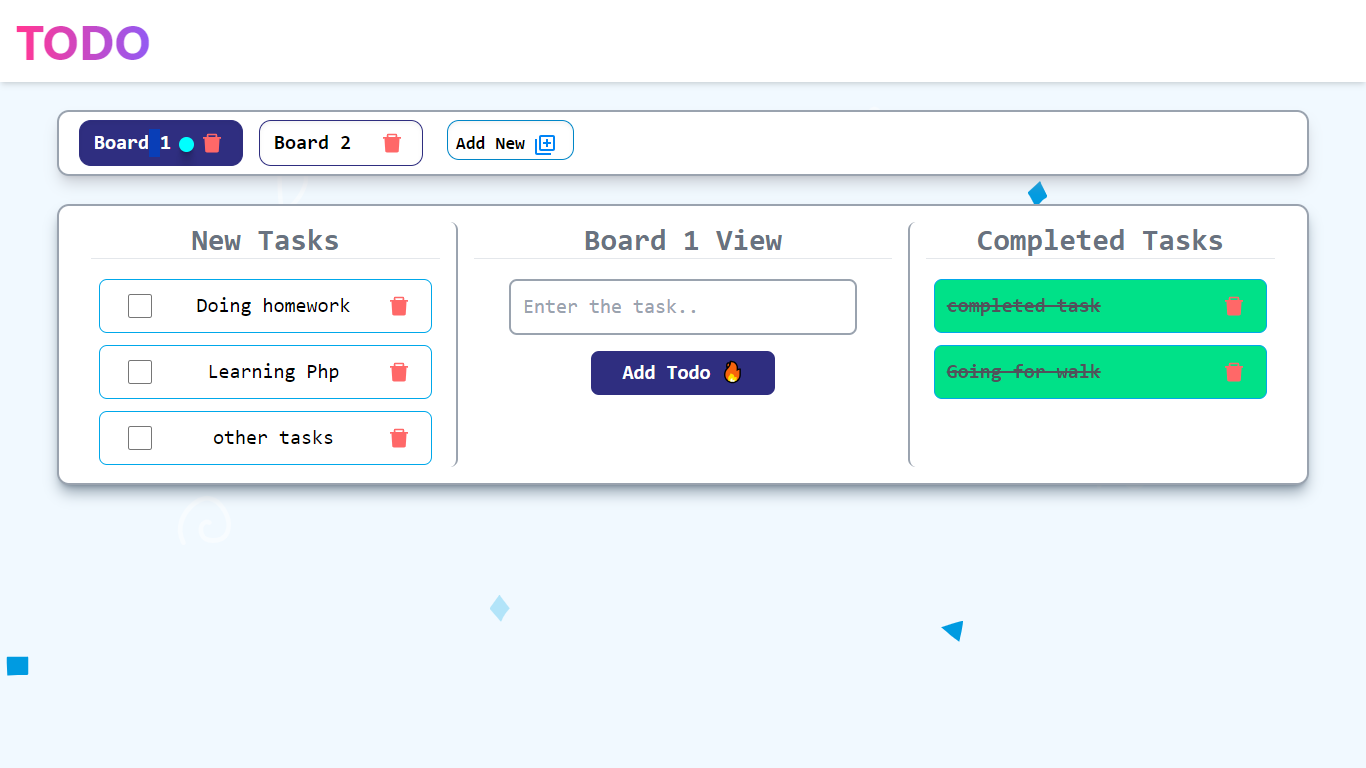 TODO
Board 1
Board 2
Add New
New Tasks
Doing homework
Learning Php
other tasks
Board 1 View
Enter the task..
Add Todo 🔥
Completed Tasks
completed task
Going for walk